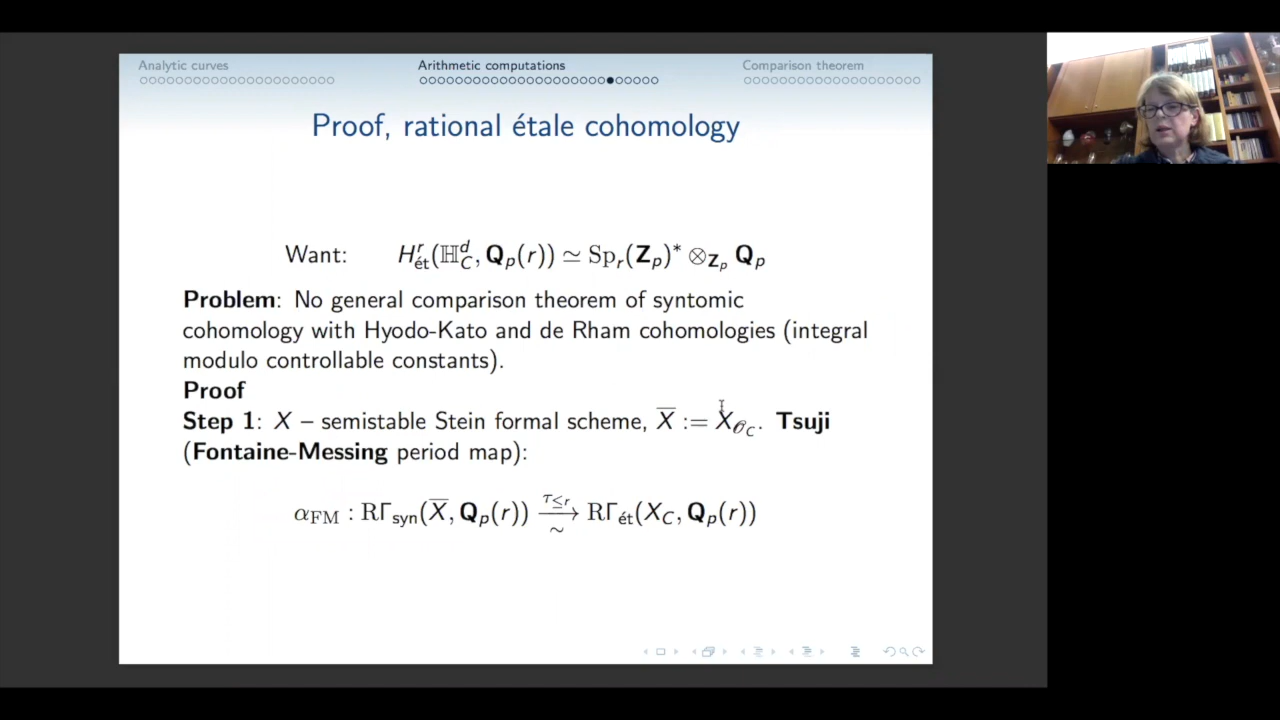 Analytic curves Arithmetic computations Comparison theorem
Proof, rational étale cohomology
Want: H^r_ét(ℍ^d_C, Q_p(r)) ≃ Sp_r(Z_p)* ⊗_{Z_p} Q_p
Problem: No general comparison theorem of syntomic
cohomology with Hyodo-Kato and de Rham cohomologies (integral
modulo controllable constants).
Proof
Step 1: X – semistable Stein formal scheme, X̅ := X_{𝒪_C}. Tsuji
(Fontaine-Messing period map):
α_FM : RΓ_syn(X̅, Q_p(r)) →^{τ≤r}_∼ RΓ_ét(X_C, Q_p(r))